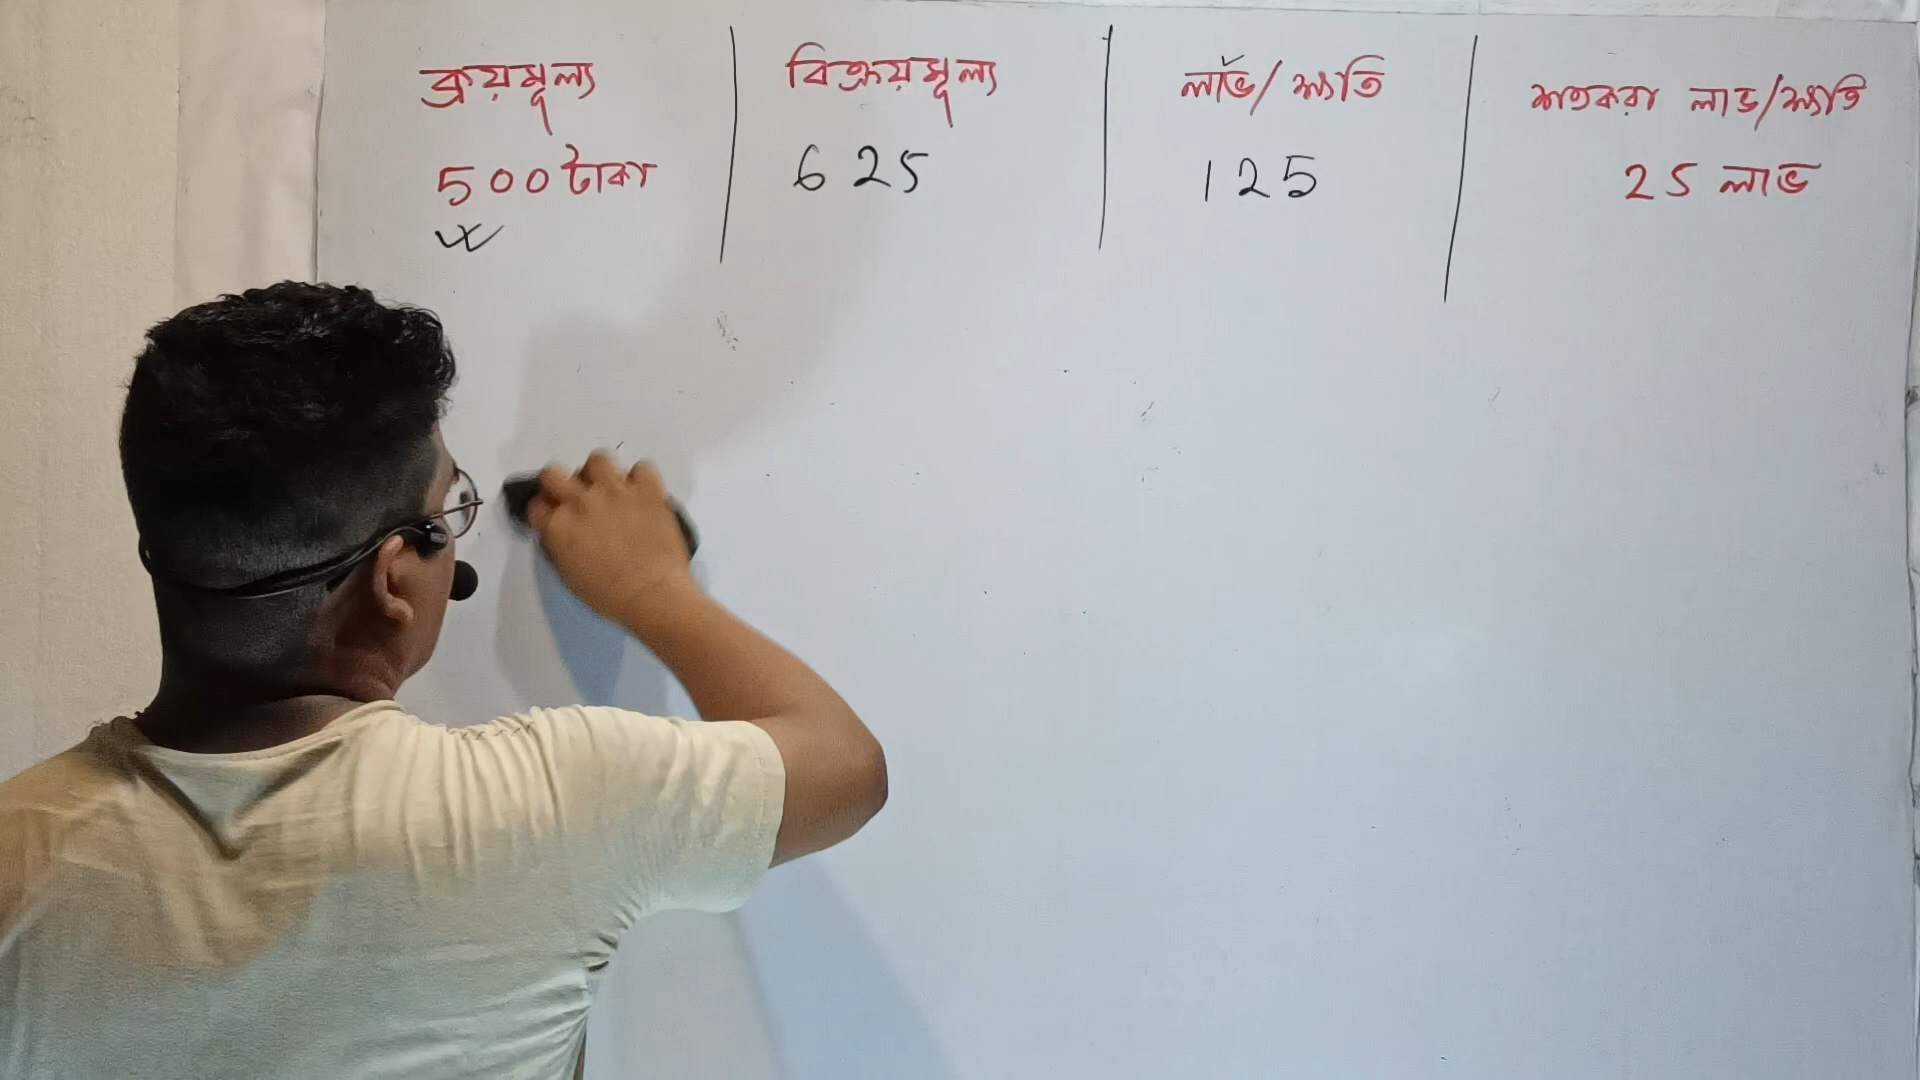 ক্রয়মূল্য বিক্রয়মূল্য লাভ/ক্ষতি শতকরা লাভ/ক্ষতি
500 টাকা 625 125 25 লাভ